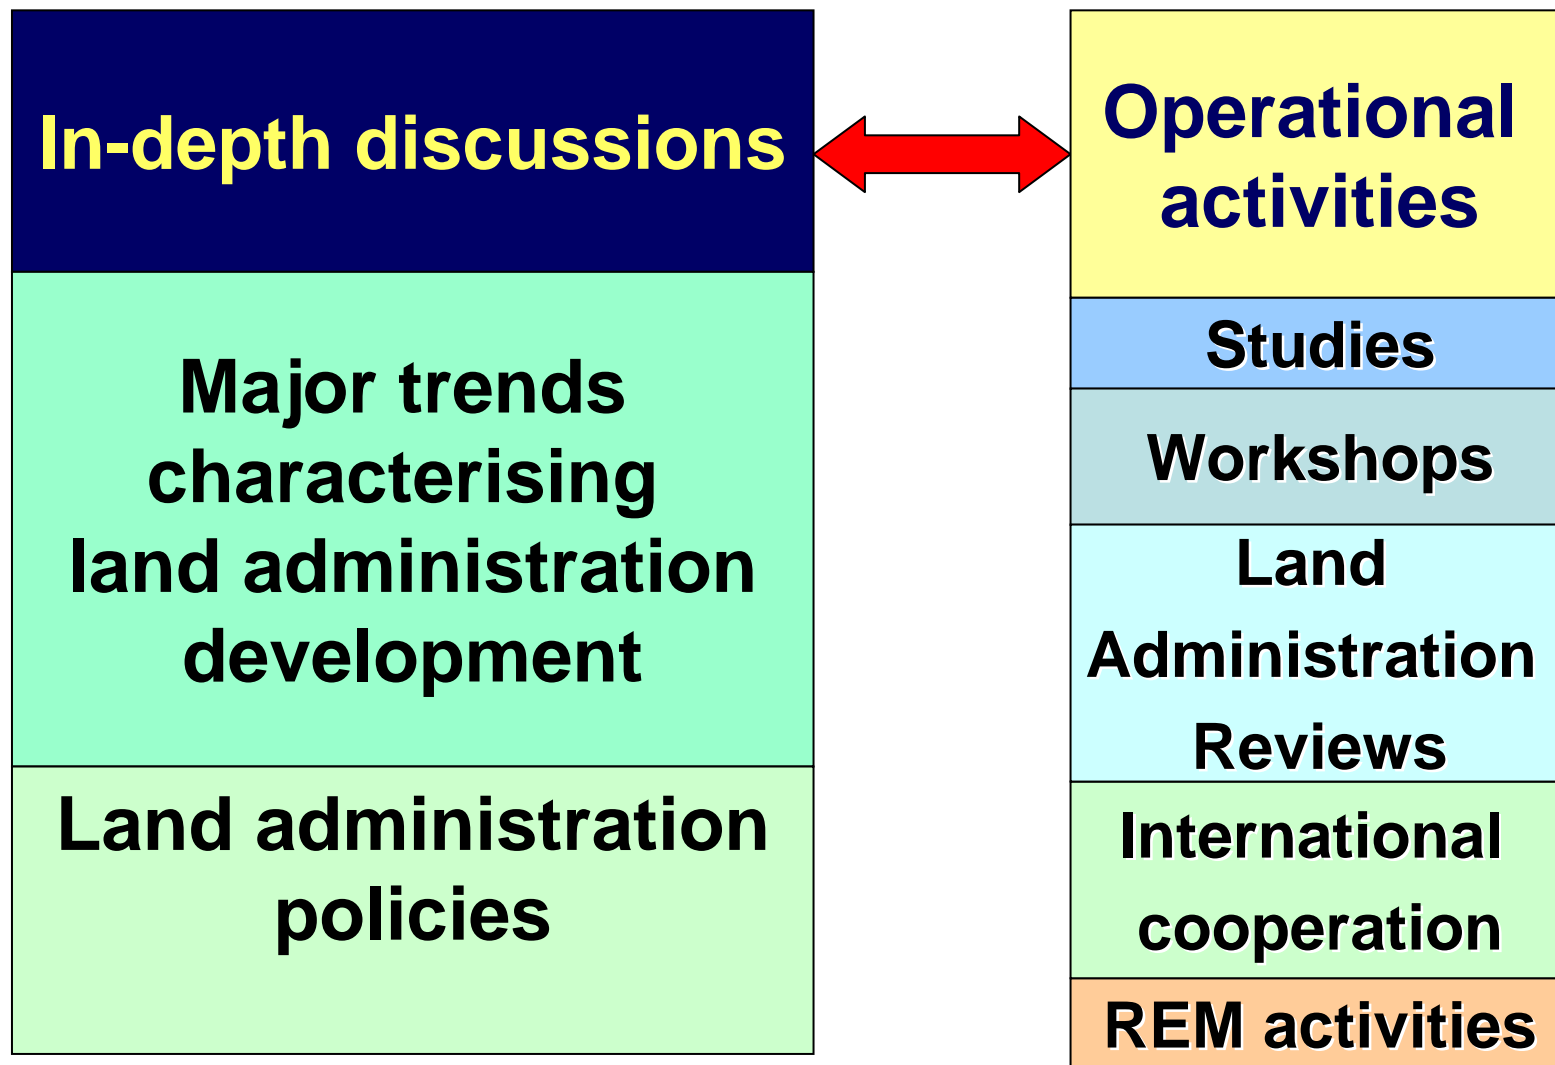 In-depth discussions
Major trends
characterising
land administration
development
Land administration
policies
Operational
activities
Studies
Workshops
Land
Administration
Reviews
International
cooperation
REM activities